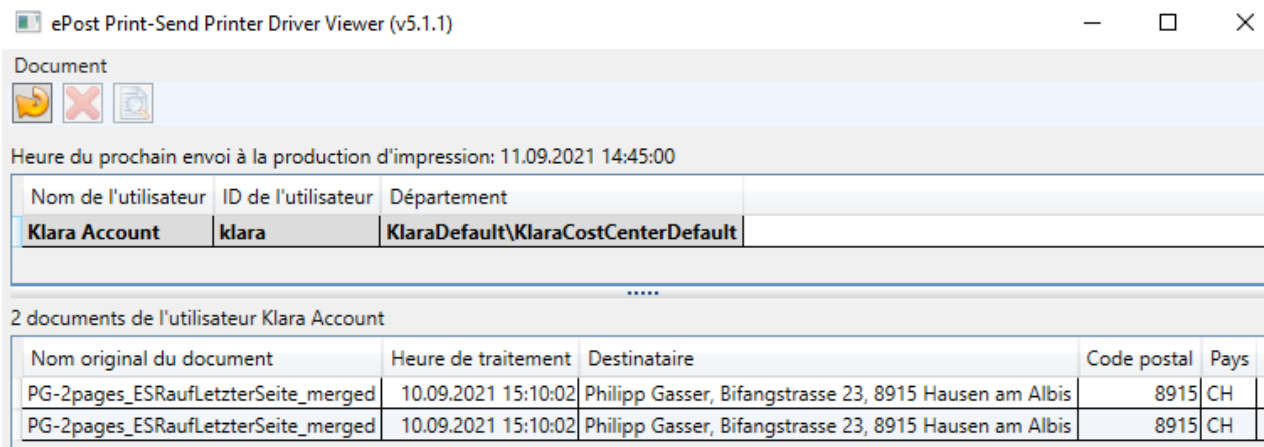 ePost Print-Send Printer Driver Viewer (v5.1.1)
Document
Heure du prochain envoi à la production d'impression: 11.09.2021 14:45:00
Nom de l'utilisateur ID de l'utilisateur Département
Klara Account klara KlaraDefault\KlaraCostCenterDefault
2 documents de l'utilisateur Klara Account
Nom original du document Heure de traitement Destinataire Code postal Pays
PG-2pages_ESRaufLetzterSeite_merged 10.09.2021 15:10:02 Philipp Gasser, Bifangstrasse 23, 8915 Hausen am Albis 8915 CH
PG-2pages_ESRaufLetzterSeite_merged 10.09.2021 15:10:02 Philipp Gasser, Bifangstrasse 23, 8915 Hausen am Albis 8915 CH